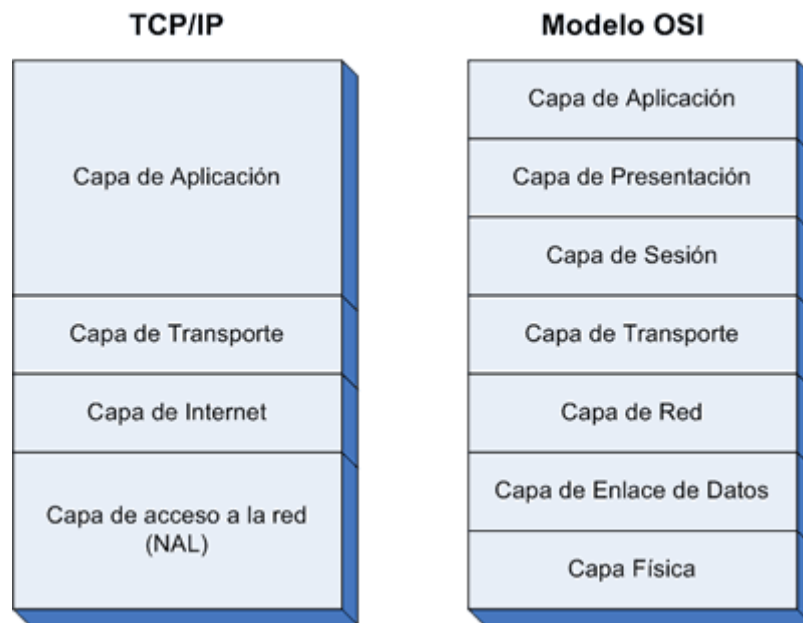 TCP/IP
Capa de Aplicación
Capa de Transporte
Capa de Internet
Capa de acceso a la red
(NAL)
Modelo OSI
Capa de Aplicación
Capa de Presentación
Capa de Sesión
Capa de Transporte
Capa de Red
Capa de Enlace de Datos
Capa Física